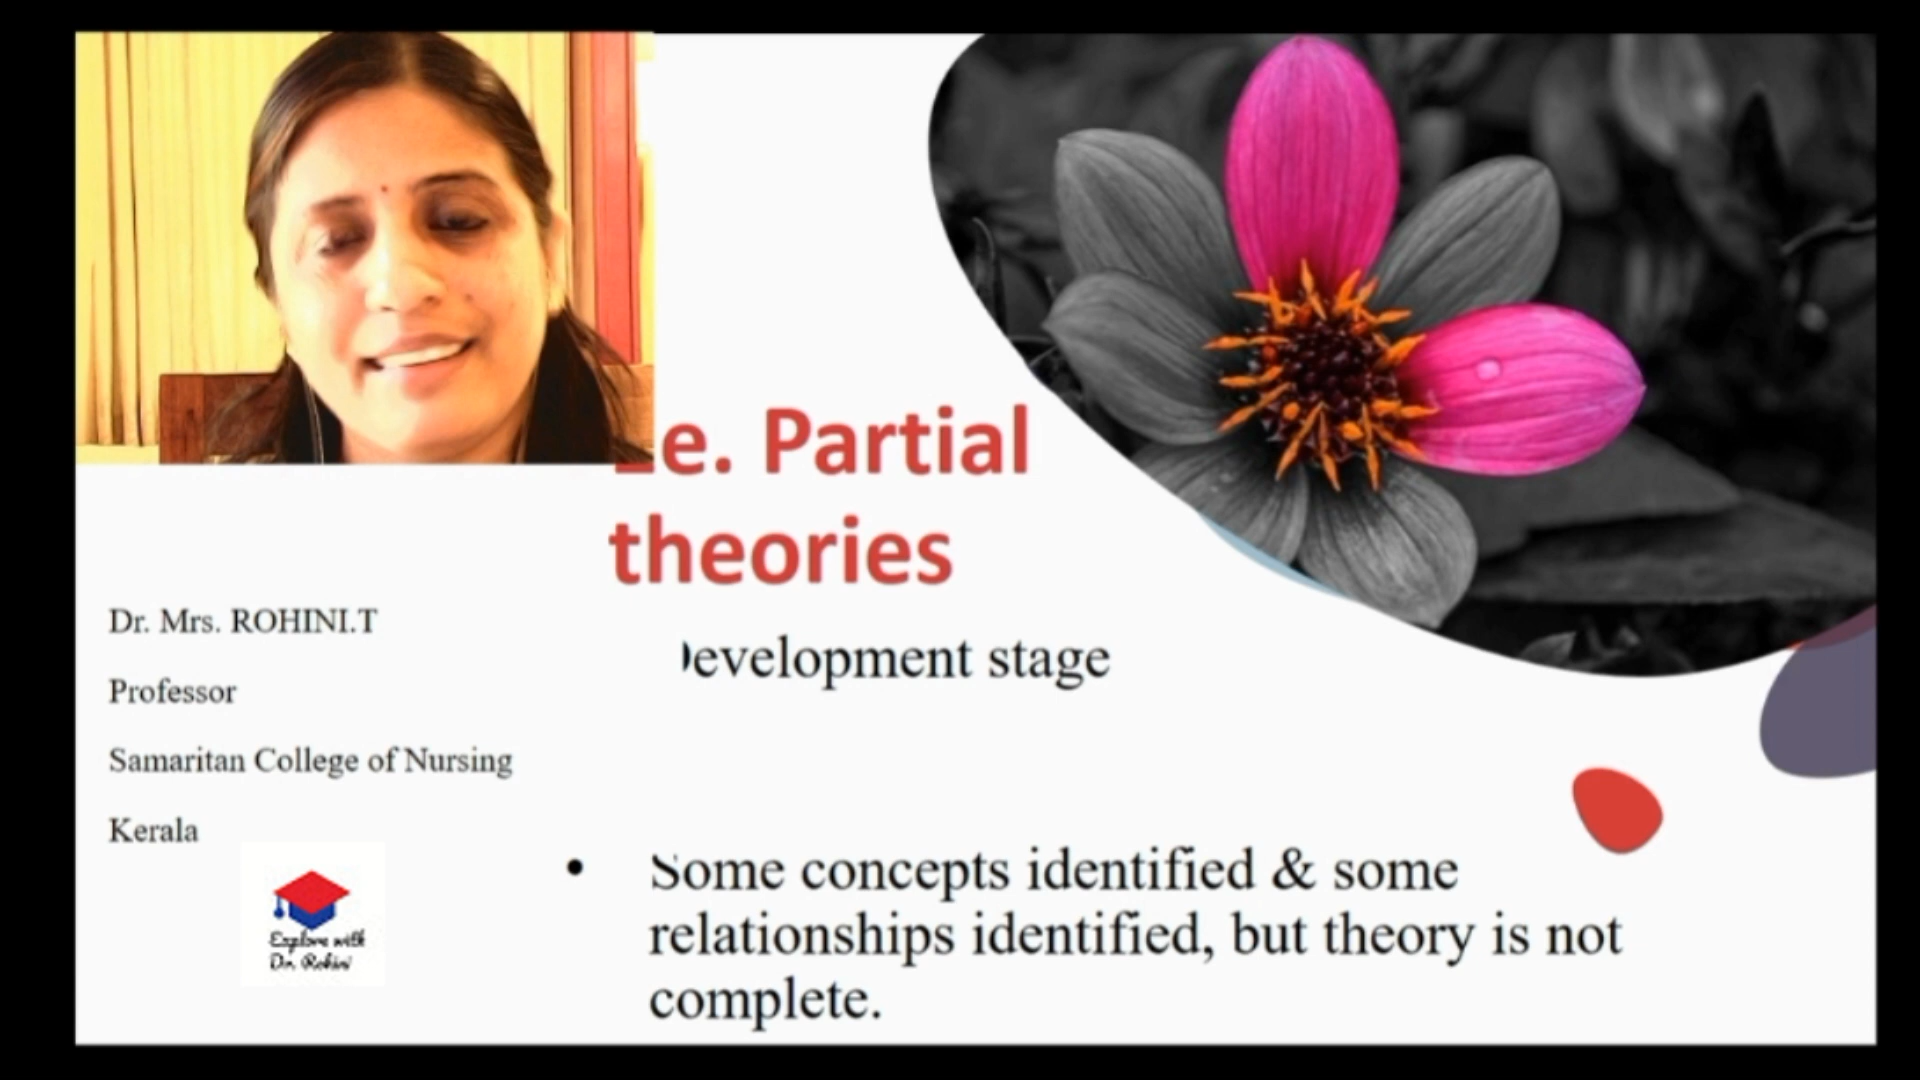 e. Partial
theories
Dr. Mrs. ROHINI.T
Professor
Samaritan College of Nursing
Kerala
Explore with
Dr. Rohini
evelopment stage
• Some concepts identified & some
relationships identified, but theory is not
complete.